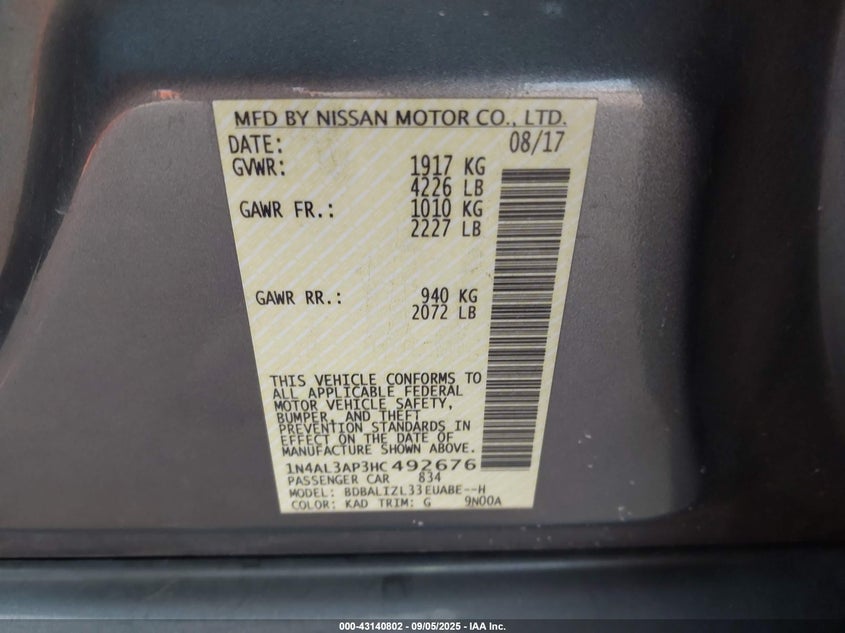 MFD BY NISSAN MOTOR CO., LTD.
DATE: 08/17
GVWR: 1917 KG
4226 LB
GAWR FR.: 1010 KG
2227 LB
GAWR RR.: 940 KG
2072 LB
THIS VEHICLE CONFORMS TO
ALL APPLICABLE FEDERAL
MOTOR VEHICLE SAFETY,
BUMPER, AND THEFT
PREVENTION STANDARDS IN
EFFECT ON THE DATE OF
MANUFACTURE SHOWN ABOVE.
1N4AL3AP3HC492676
PASSENGER CAR 834
MODEL: BDBALIZL33EUABE--H
COLOR: KAD TRIM: G 9N00A
000-43140802 - 09/05/2025 - IAA Inc.